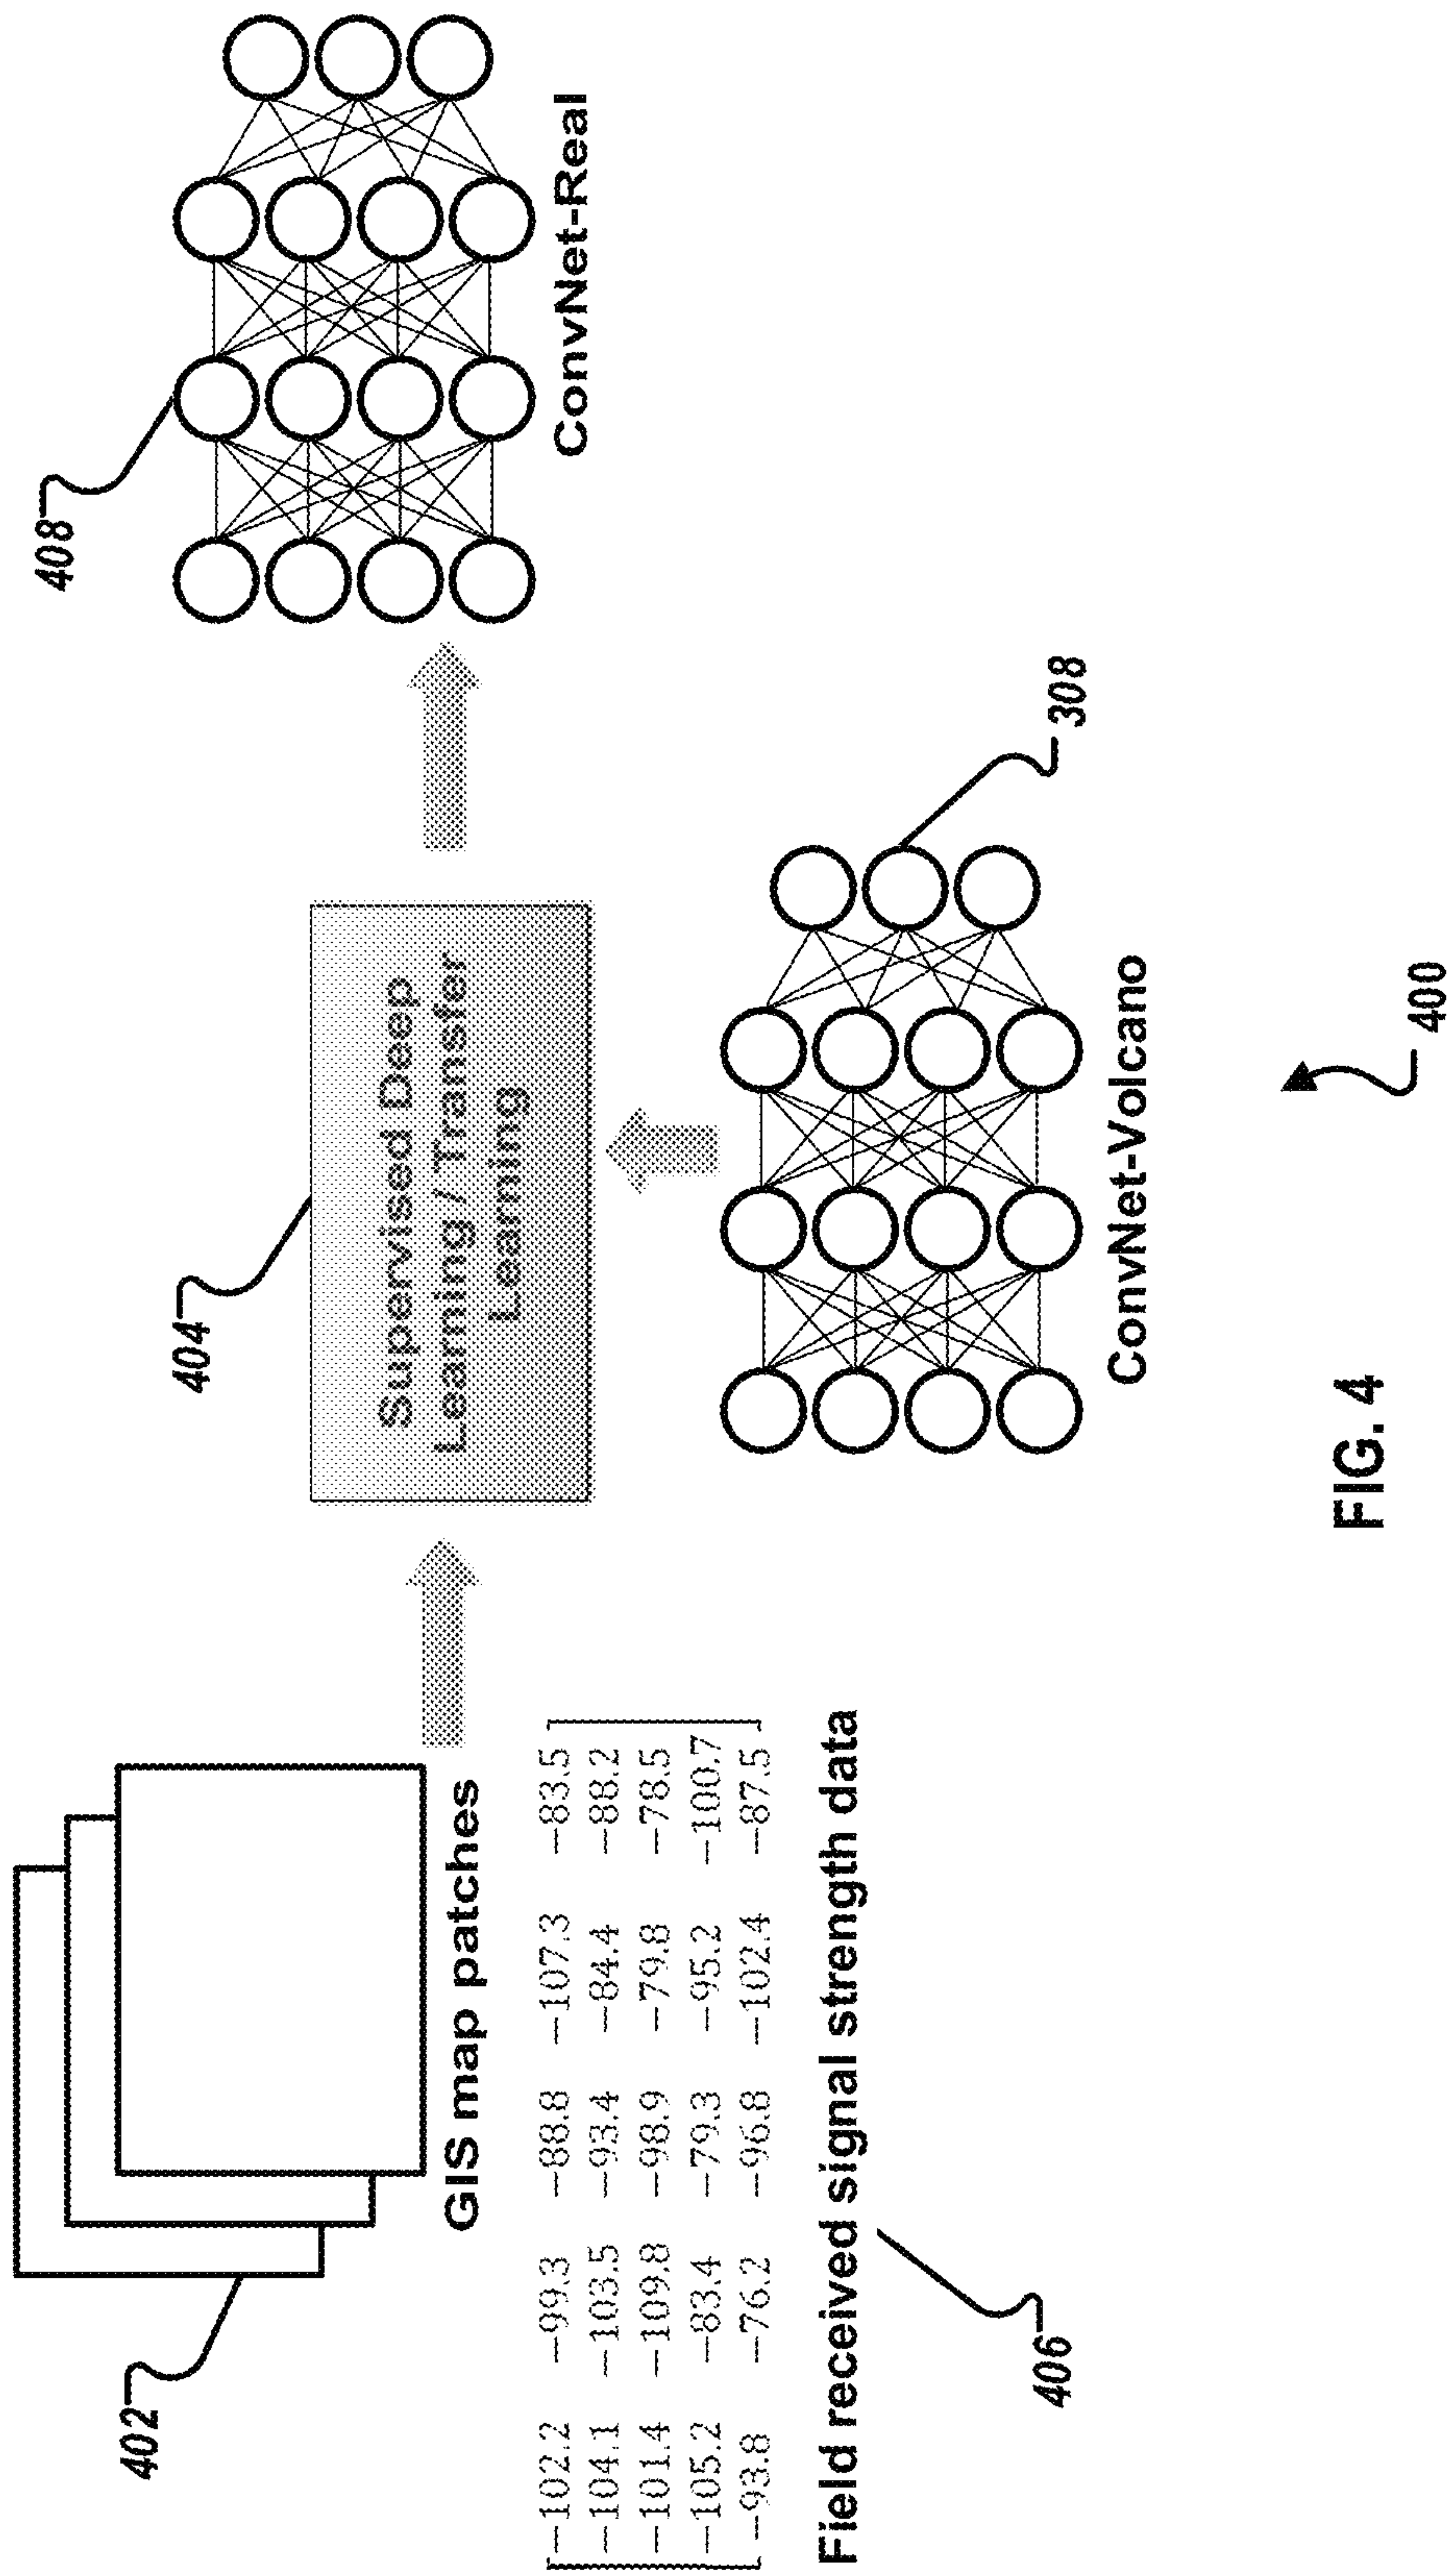 402
GIS map patches
-102.2 -99.3 -88.8 -107.3 -83.5
-104.1 -103.5 -93.4 -84.4 -88.2
-101.4 -109.8 -98.9 -79.8 -78.5
-105.2 -83.4 -79.3 -95.2 -100.7
-93.8 -76.2 -96.8 -102.4 -87.5
Field received signal strength data
406
404
Supervised Deep
Learning / Transfer
Learning
408
ConvNet-Real
308
ConvNet-Volcano
FIG. 4
400